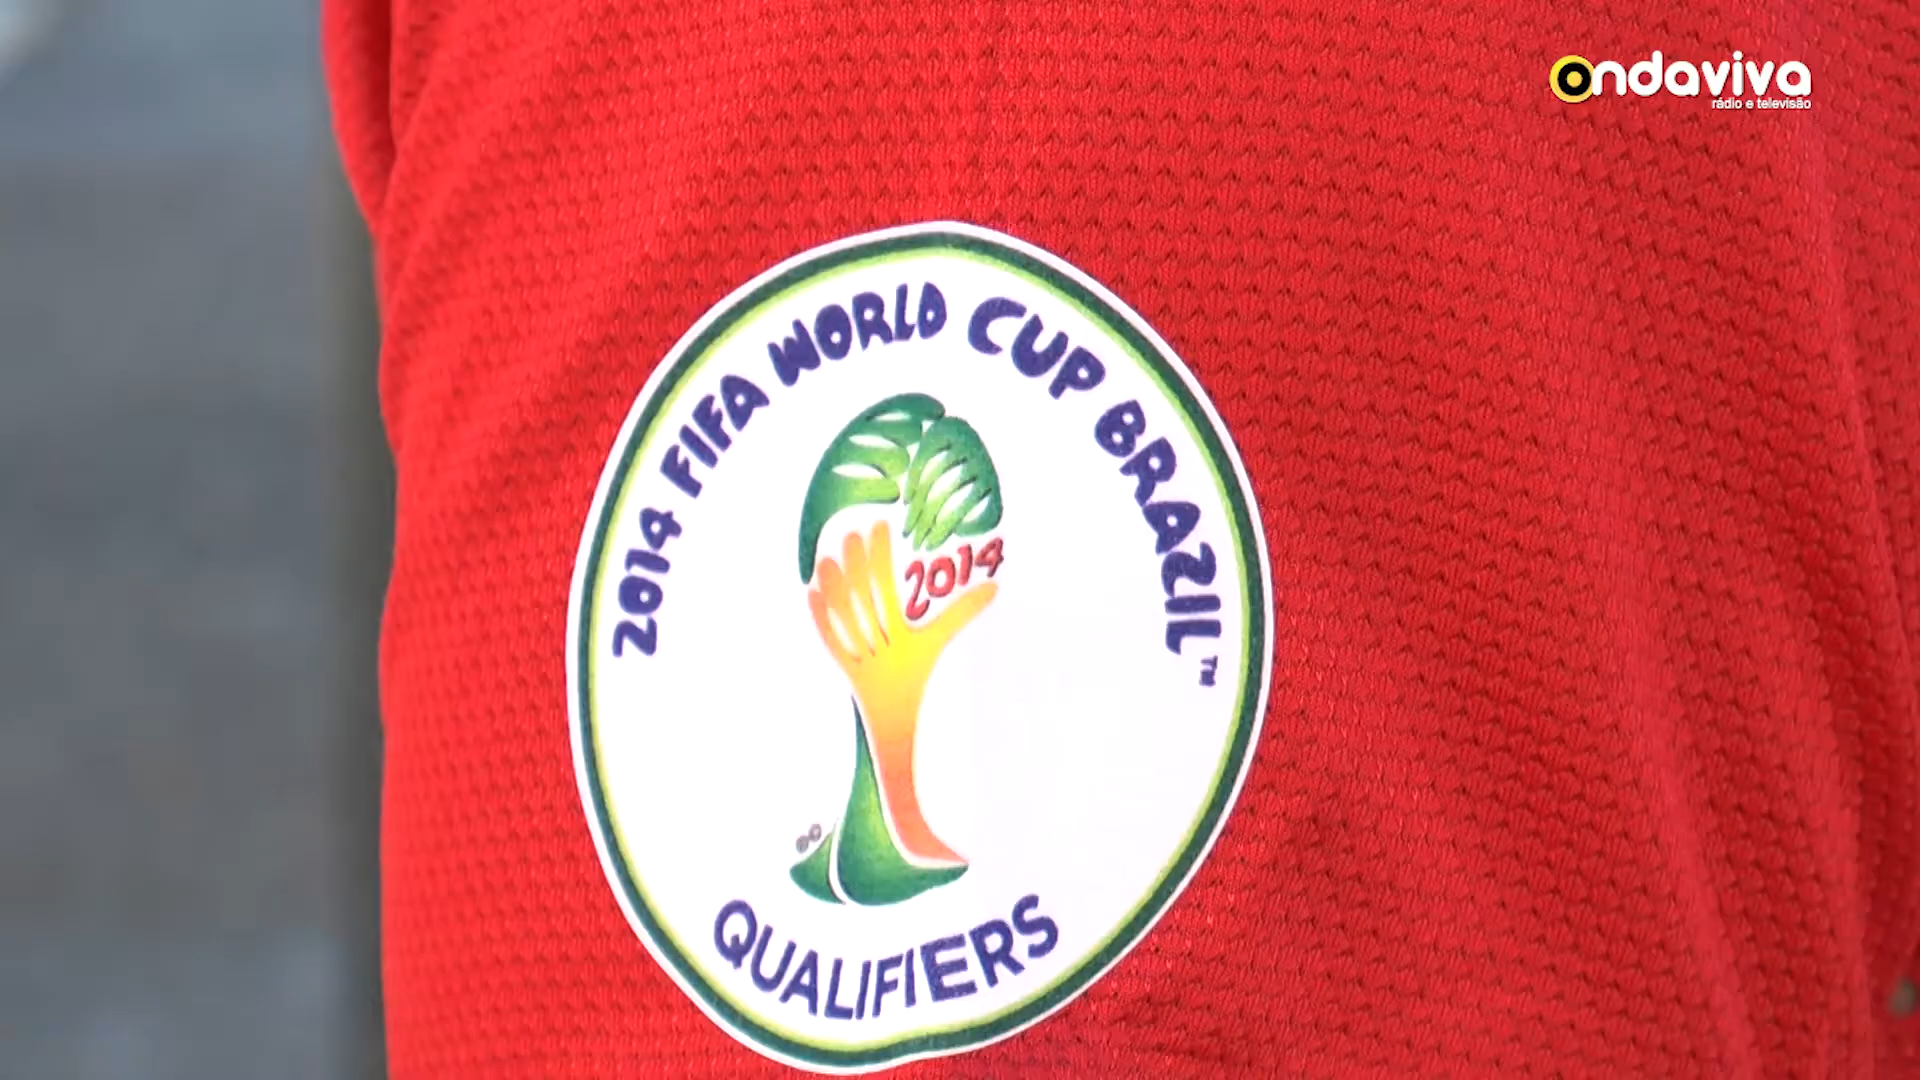 ondaviva
rádio e televisão
2014 FIFA WORLD CUP BRAZIL™
2014
QUALIFIERS